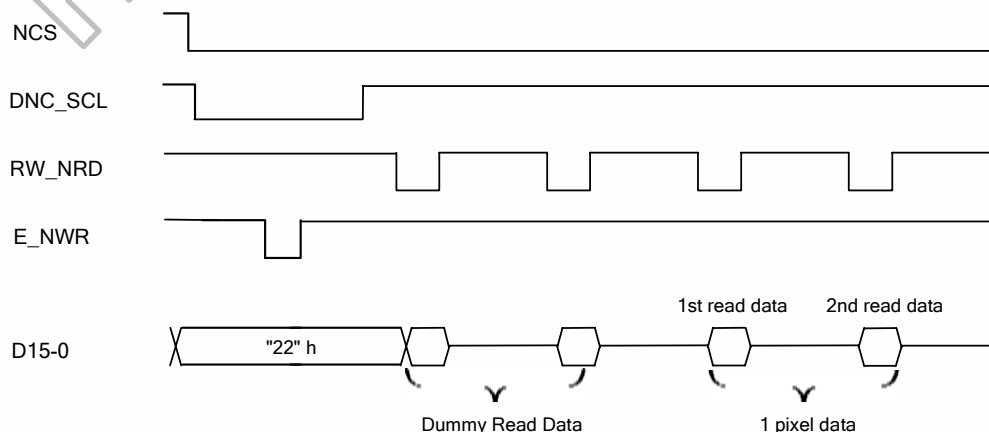 NCS
DNC_SCL
RW_NRD
E_NWR
1st read data 2nd read data
D15-0 "22" h
Dummy Read Data 1 pixel data